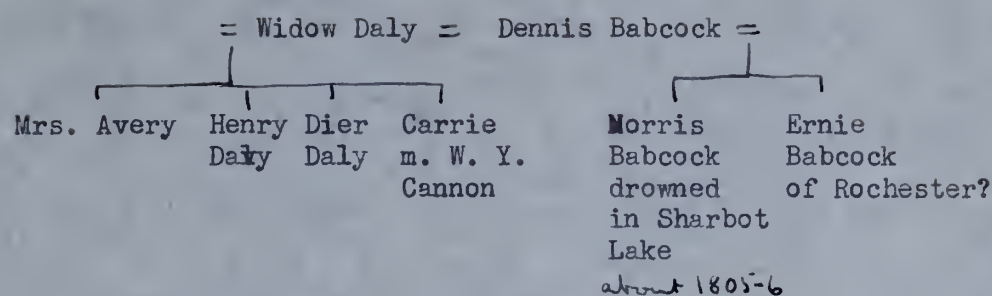 = Widow Daly = Dennis Babcock =
Mrs. Avery Henry Dier Carrie Morris Ernie
Daly Daly m. W. Y. Babcock Babcock
Cannon drowned of Rochester?
in Sharbot
Lake
about 1805-6